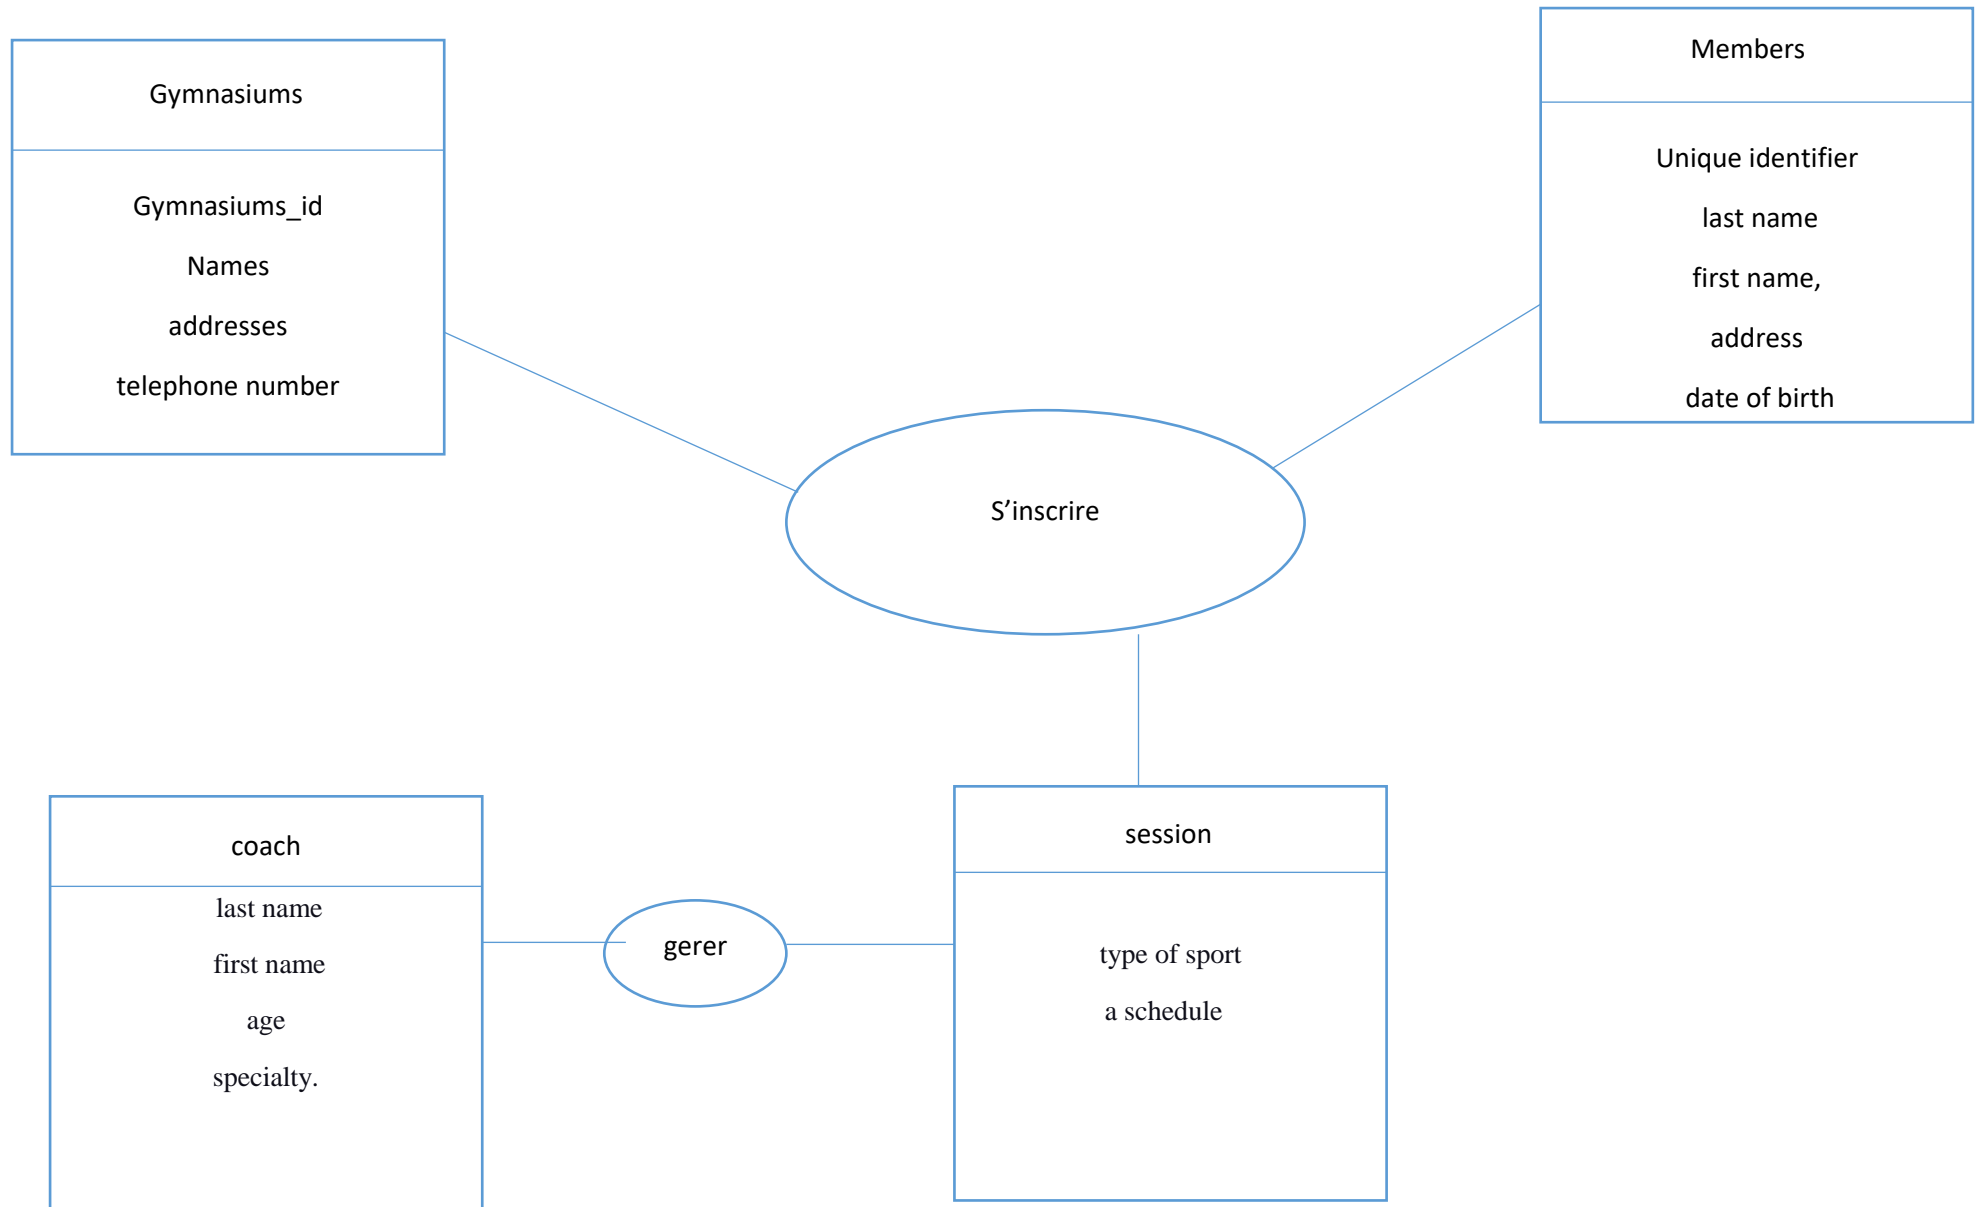 Gymnasiums
Gymnasiums_id
Names
addresses
telephone number
Members
Unique identifier
last name
first name,
address
date of birth
S’inscrire
coach
last name
first name
age
specialty.
gerer
session
type of sport
a schedule